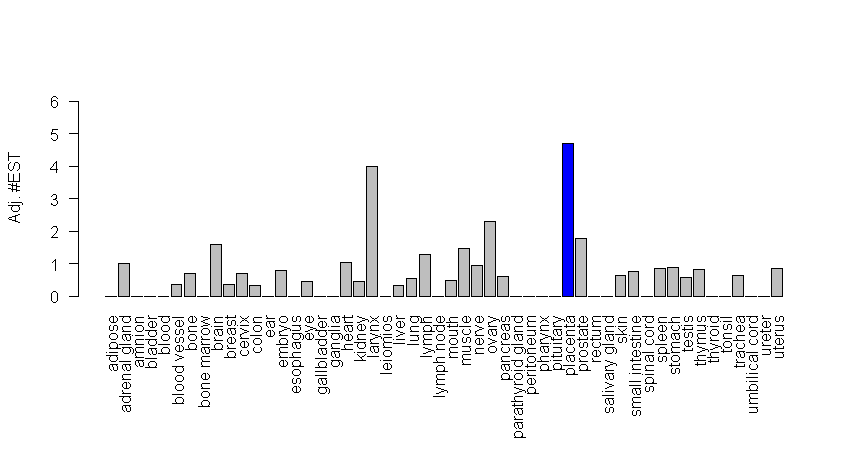 Adj. #EST
6
5
4
3
2
1
0
adipose
adrenal gland
amnion
bladder
blood
blood vessel
bone
bone marrow
brain
breast
cervix
colon
ear
embryo
esophagus
eye
gallbladder
ganglia
heart
kidney
larynx
leiomios
liver
lung
lymph
lymph node
mouth
muscle
nerve
ovary
pancreas
parathyroid gland
peritoneum
pharynx
pituitary
placenta
prostate
rectum
salivary gland
skin
small intestine
spinal cord
spleen
stomach
testis
thymus
thyroid
tonsil
trachea
umbilical cord
ureter
uterus